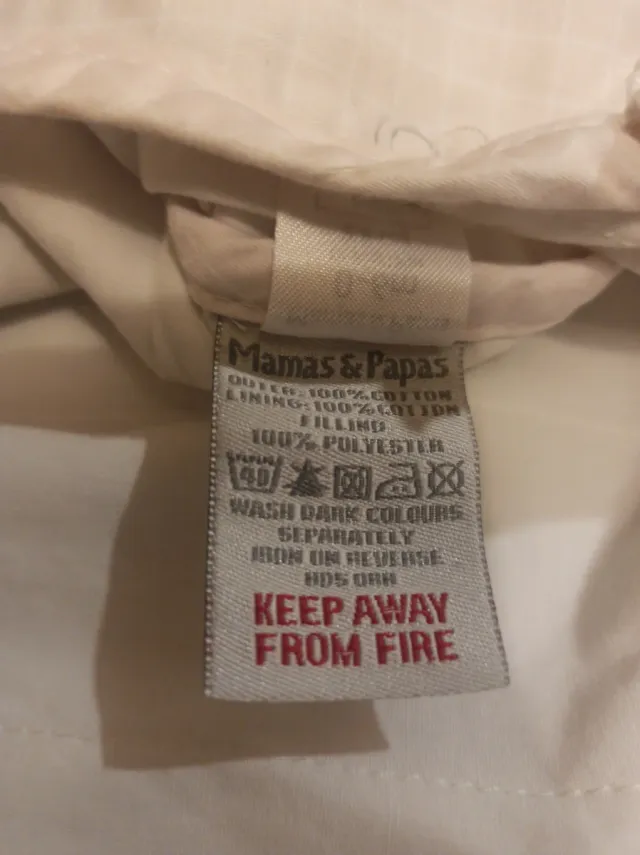 Mamas & Papas
OUTER: 100% COTTON
LINING: 100% COTTON
FILLING
100% POLYESTER
40
WASH DARK COLOURS
SEPARATELY
IRON ON REVERSE
KEEP AWAY
FROM FIRE